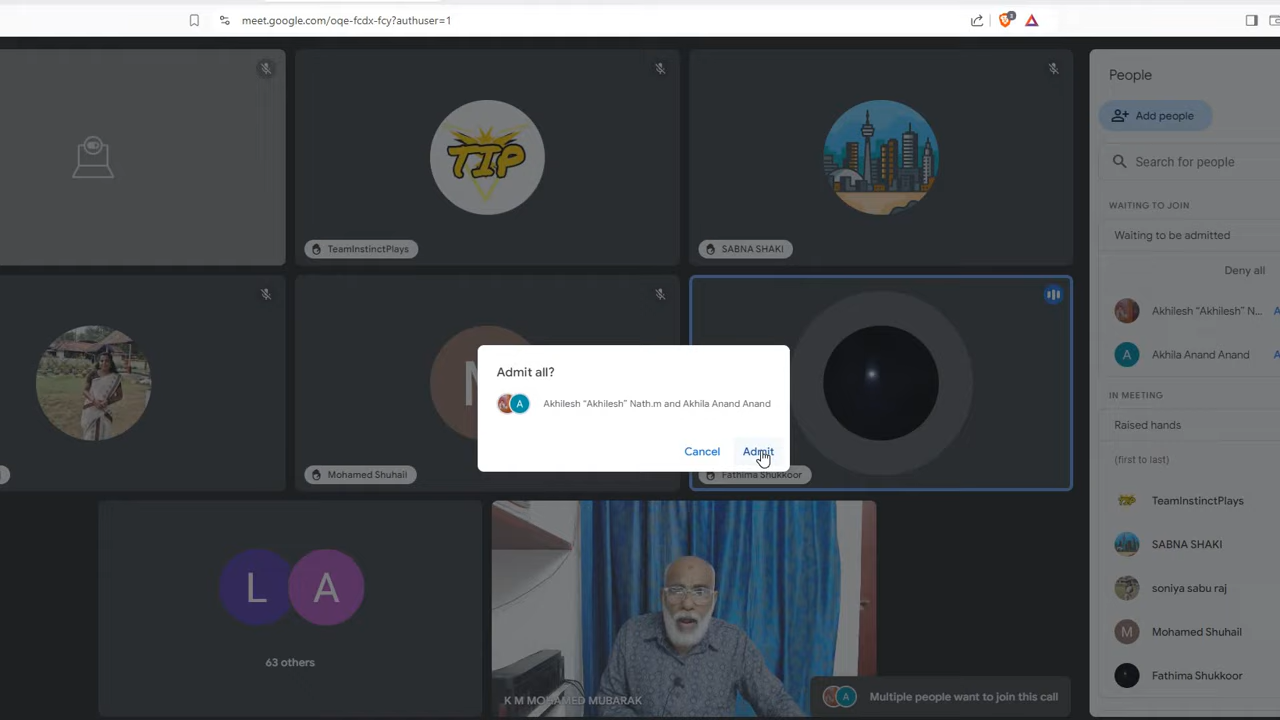 meet.google.com/oqe-fcdx-fcy?authuser=1
TIP
TeamInstinctPlays
SABNA SHAKI
M
Mohamed Shuhail
Fathima Shukkoor
Admit all?
A
Akhilesh “Akhilesh” Nath.m and Akhila Anand Anand
Cancel
Admit
L
A
63 others
K M MOHAMED MUBARAK
A
Multiple people want to join this call
People
Add people
Search for people
WAITING TO JOIN
Waiting to be admitted
Deny all
Akhilesh “Akhilesh” N...
A
Akhila Anand Anand
IN MEETING
Raised hands
(first to last)
TeamInstinctPlays
SABNA SHAKI
soniya sabu raj
M
Mohamed Shuhail
Fathima Shukkoor